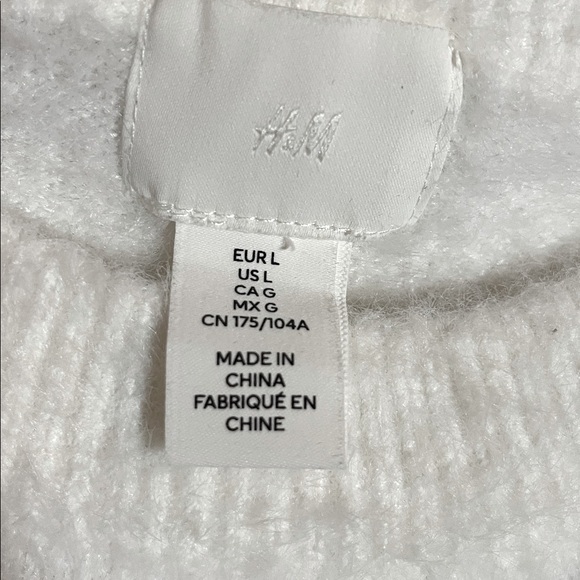 H&M
EUR L
US L
CA G
MX G
CN 175/104A
MADE IN
CHINA
FABRIQUÉ EN
CHINE